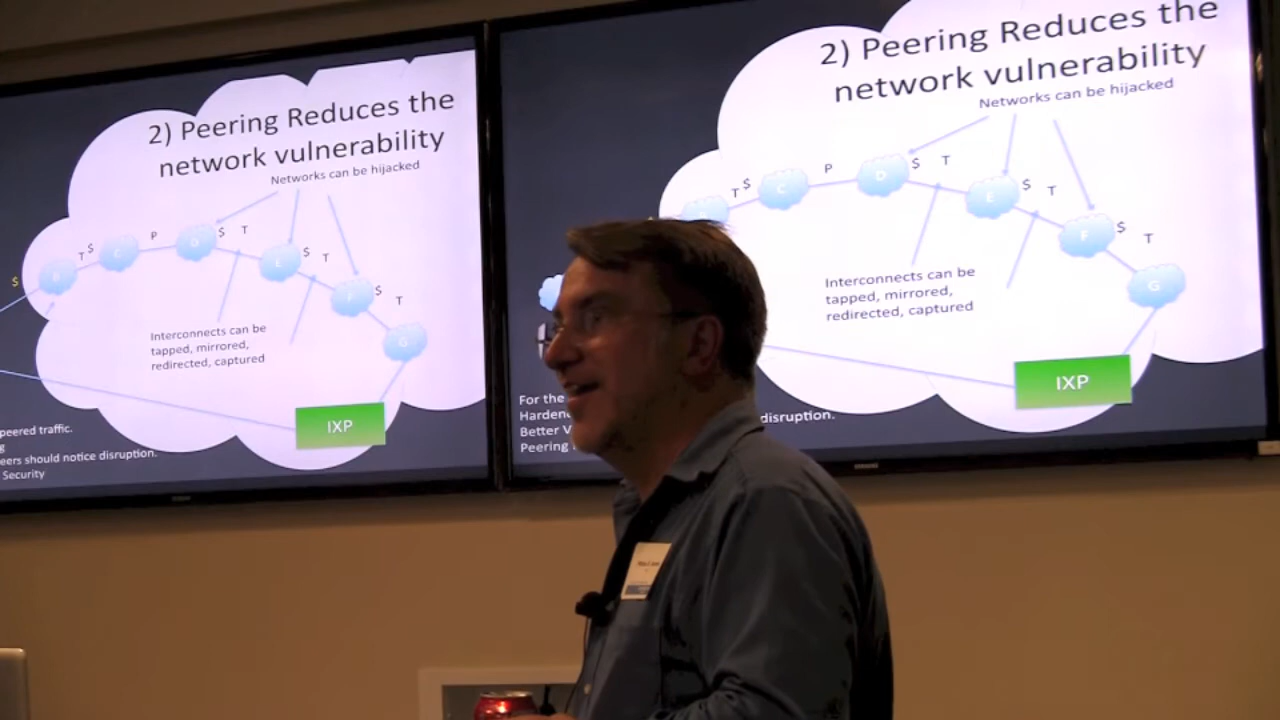 2) Peering Reduces the
network vulnerability
Networks can be hijacked
$
T $
C
P
D
$ T
E
$ T
F
$
T
G
Interconnects can be
tapped, mirrored,
redirected, captured
IXP
peered traffic.
eers should notice disruption.
Security
2) Peering Reduces the
network vulnerability
Networks can be hijacked
T $
C
P
D
$ T
E
$ T
F
$
T
G
Interconnects can be
tapped, mirrored,
redirected, captured
IXP
For the
disruption.
Better V
Peering